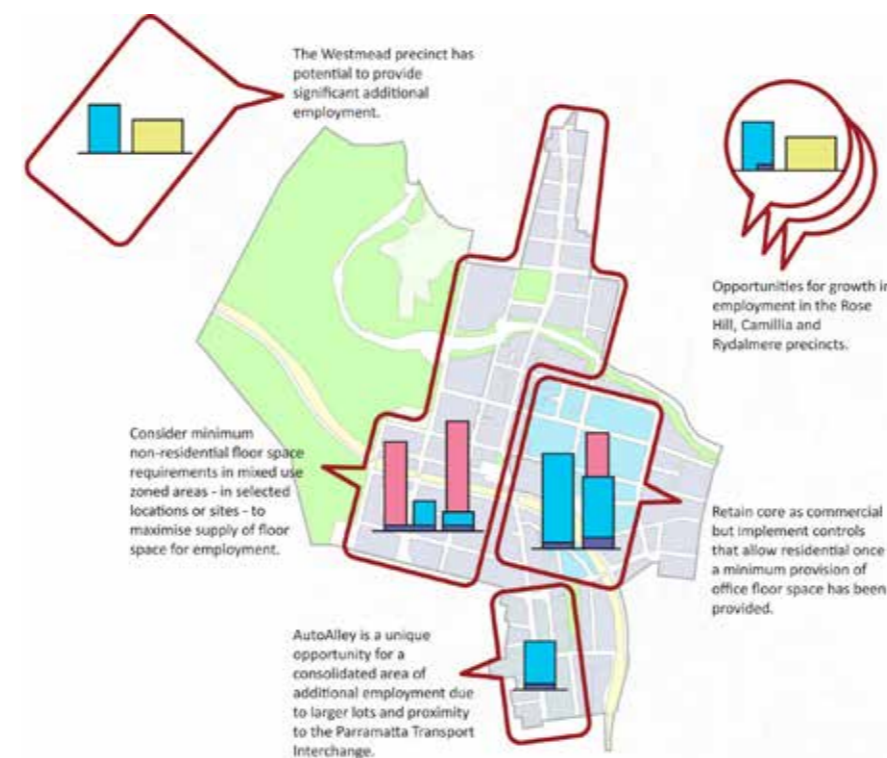 The Westmead precinct has
potential to provide
significant additional
employment.
Opportunities for growth in
employment in the Rose
Hill, Camillia and
Rydalmere precincts.
Consider minimum
non-residential floor space
requirements in mixed use
zoned areas - in selected
locations or sites - to
maximise supply of floor
space for employment.
Retain core as commercial
but implement controls
that allow residential once
a minimum provision of
office floor space has been
provided.
AutoAlley is a unique
opportunity for a
consolidated area of
additional employment due
to larger lots and proximity
to the Parramatta Transport
Interchange.